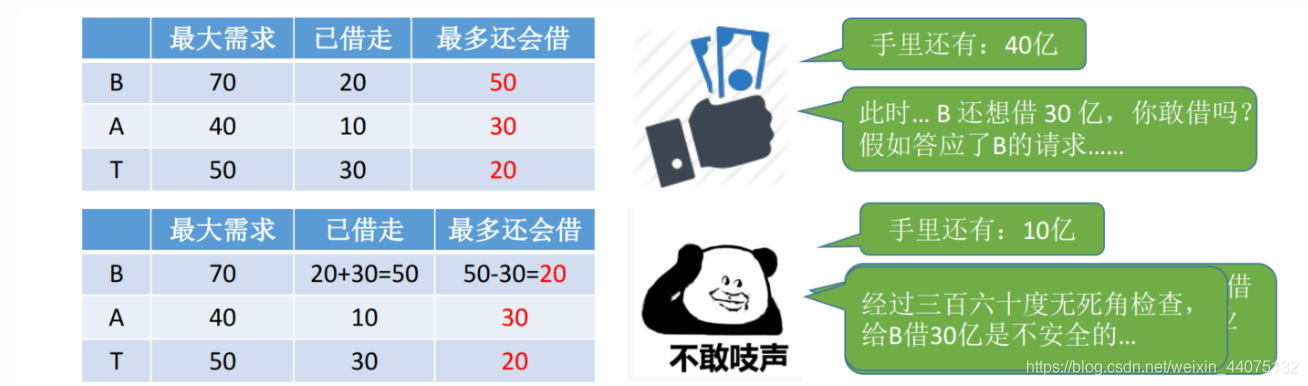 最大需求 已借走 最多还会借
B 70 20 50
A 40 10 30
T 50 30 20
手里还有：40亿
此时... B 还想借 30 亿，你敢借吗？
假如答应了B的请求......
最大需求 已借走 最多还会借
B 70 20+30=50 50-30=20
A 40 10 30
T 50 30 20
不敢吱声
手里还有：10亿
借
经过三百六十度无死角检查，
给B借30亿是不安全的...
https://blog.csdn.net/weixin_44075132